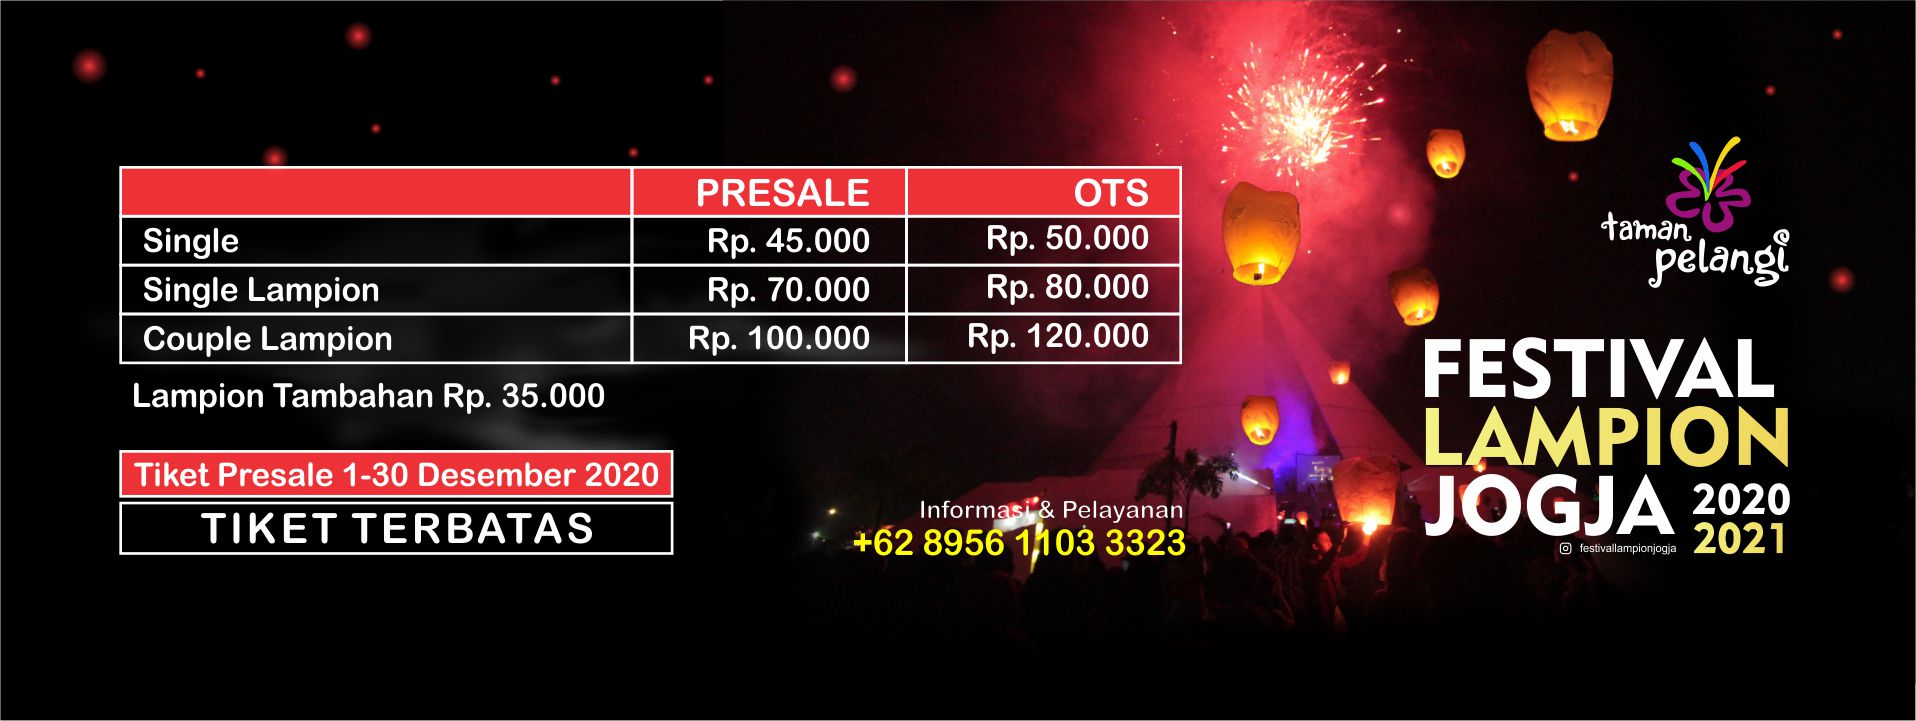 PRESALE OTS
Single Rp. 45.000 Rp. 50.000
Single Lampion Rp. 70.000 Rp. 80.000
Couple Lampion Rp. 100.000 Rp. 120.000
Lampion Tambahan Rp. 35.000
Tiket Presale 1-30 Desember 2020
TIKET TERBATAS
Informasi & Pelayanan
+62 8956 1103 3323
taman
pelangi
FESTIVAL
LAMPION
JOGJA 2020
2021
festivallampionjogja